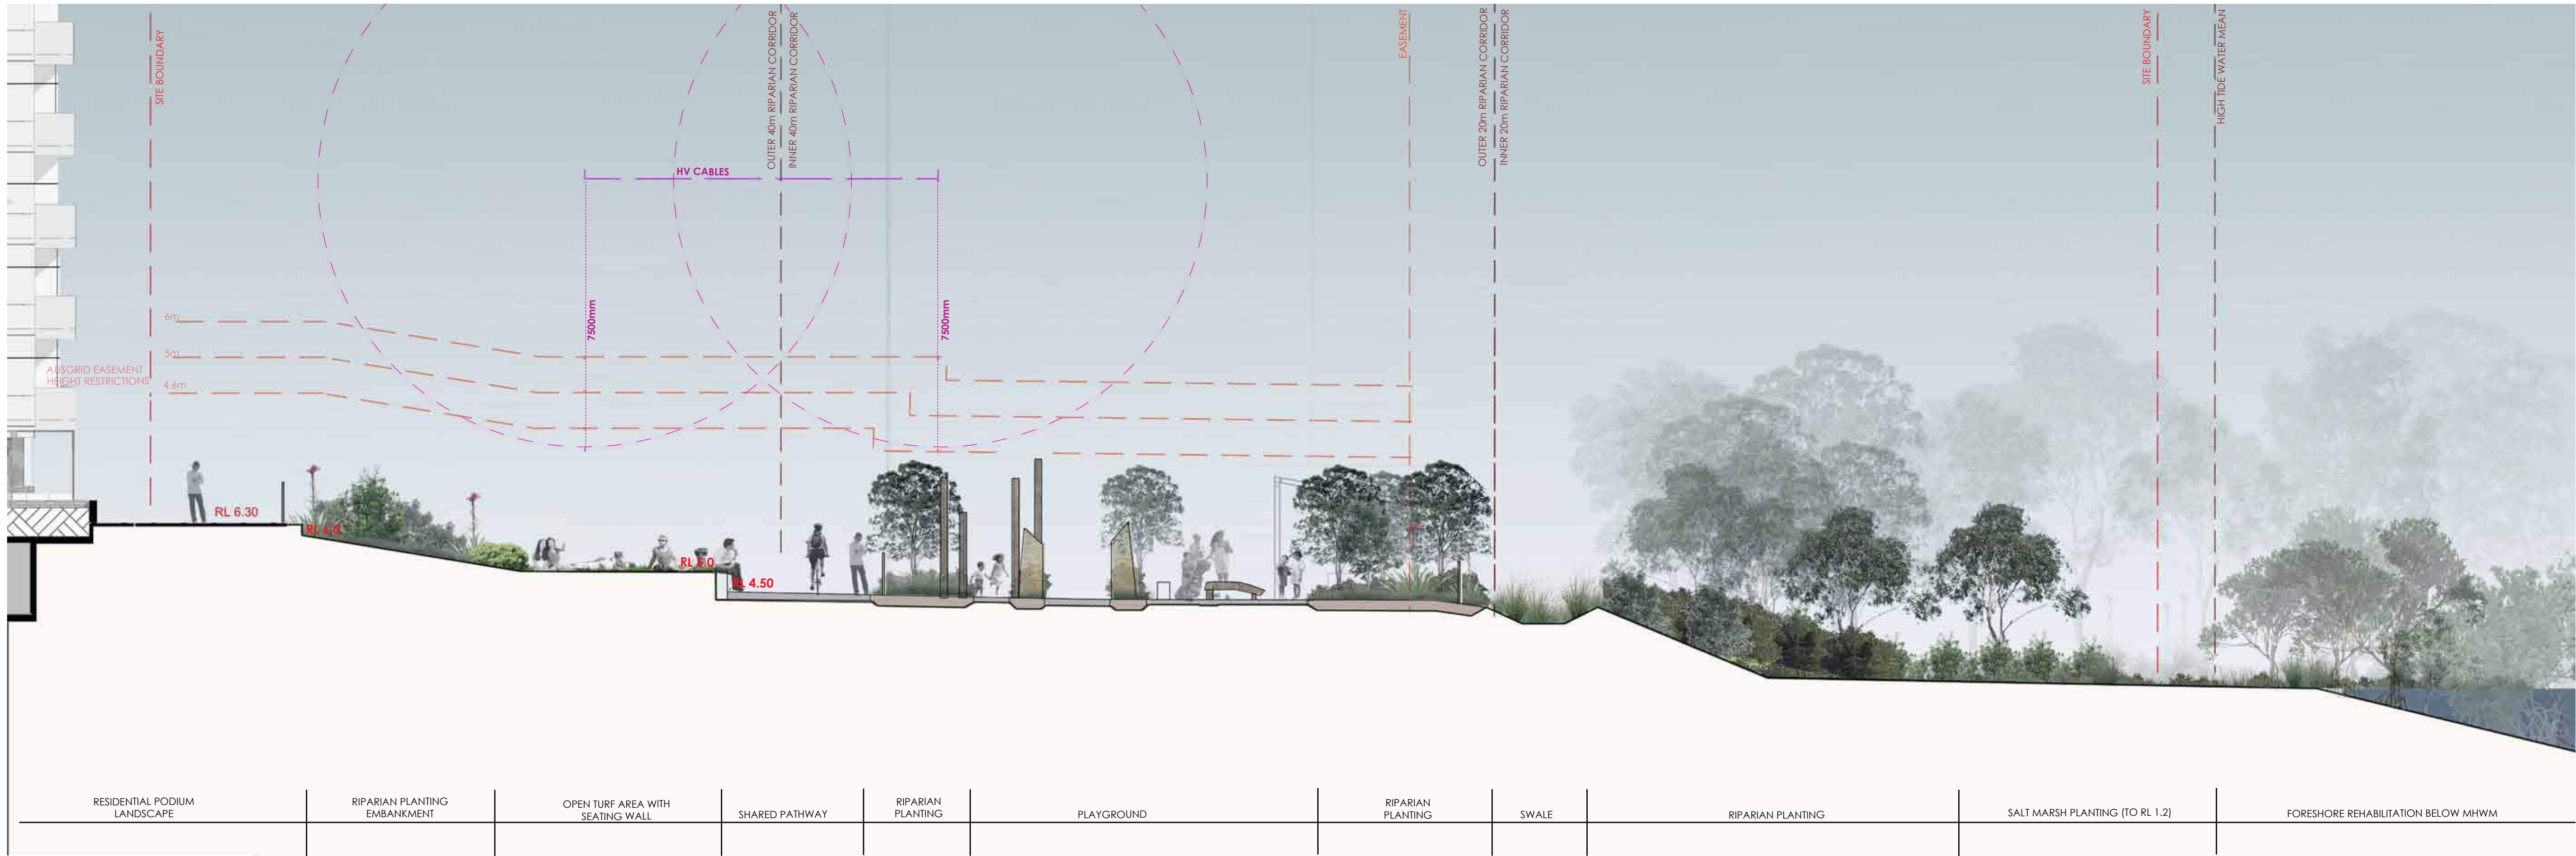 SITE BOUNDARY
OUTER 40m RIPARIAN CORRIDOR
INNER 40m RIPARIAN CORRIDOR
EASEMENT
OUTER 20m RIPARIAN CORRIDOR
INNER 20m RIPARIAN CORRIDOR
SITE BOUNDARY
HIGH TIDE WATER MEAN
HV CABLES
7500mm
7500mm
6m
5m
AUSGRID EASEMENT
HEIGHT RESTRICTIONS
4.6m
RL 6.30
RL 6.0
RL 5.0
RL 4.50
RESIDENTIAL PODIUM
LANDSCAPE
RIPARIAN PLANTING
EMBANKMENT
OPEN TURF AREA WITH
SEATING WALL
SHARED PATHWAY
RIPARIAN
PLANTING
PLAYGROUND
RIPARIAN
PLANTING
SWALE
RIPARIAN PLANTING
SALT MARSH PLANTING (TO RL 1.2)
FORESHORE REHABILITATION BELOW MHWM